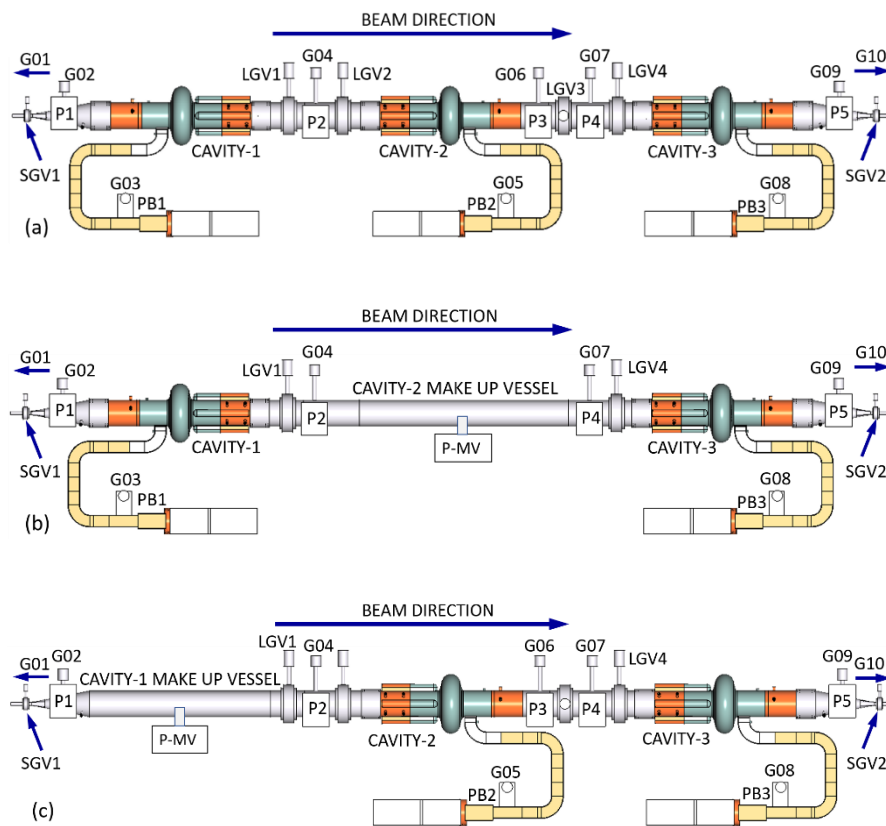 BEAM DIRECTION
G01 G02 G04 G06 G07 G09 G10
LGV1 LGV2 LGV3 LGV4
P1 P2 P3 P4 P5
CAVITY-1 CAVITY-2 CAVITY-3
SGV1 SGV2
G03 G05 G08
PB1 PB2 PB3
(a)
BEAM DIRECTION
G01 G02 G04 G07 G09 G10
LGV1 CAVITY-2 MAKE UP VESSEL LGV4
P1 P2 P4 P5
CAVITY-1 P-MV CAVITY-3
SGV1 SGV2
G03 G08
PB1 PB3
(b)
BEAM DIRECTION
G01 G02 G04 G06 G07 G09 G10
CAVITY-1 MAKE UP VESSEL LGV1 LGV4
P1 P2 P3 P4 P5
P-MV CAVITY-2 CAVITY-3
SGV1 SGV2
G05 G08
PB2 PB3
(c)